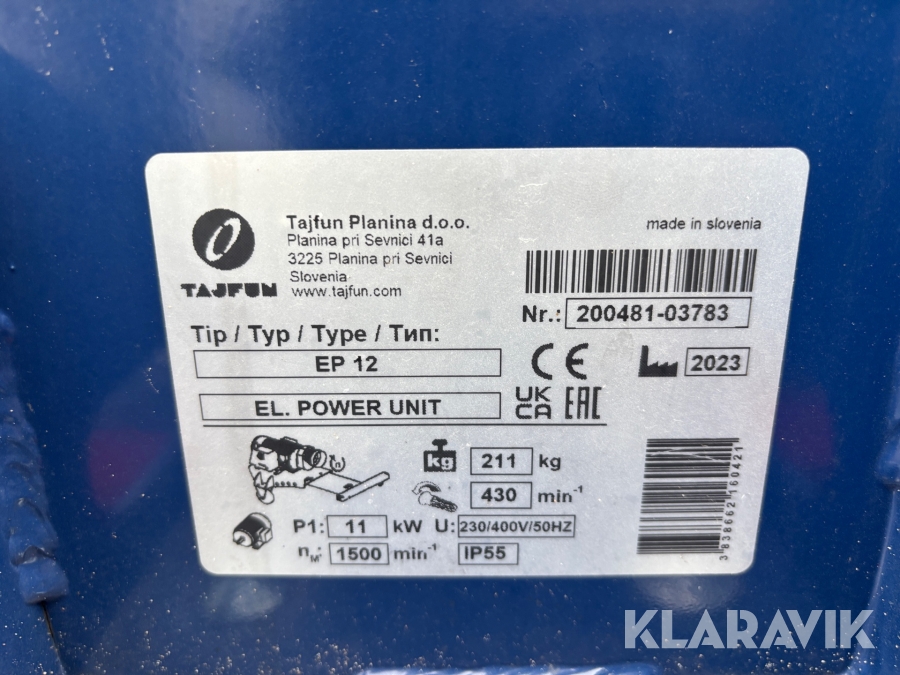 Tajfun Planina d.o.o.
Planina pri Sevnici 41a
3225 Planina pri Sevnici
Slovenia
www.tajfun.com
TAJFUN
made in slovenia
Nr.: 200481-03783
Tip / Typ / Type / Тип:
EP 12
CE
2023
EL. POWER UNIT
UK
CA
EAC
n
kg
211 kg
430 min-1
P1: 11 kW U: 230/400V/50HZ
nM: 1500 min-1 IP55
3838662160421
KLARAVIK